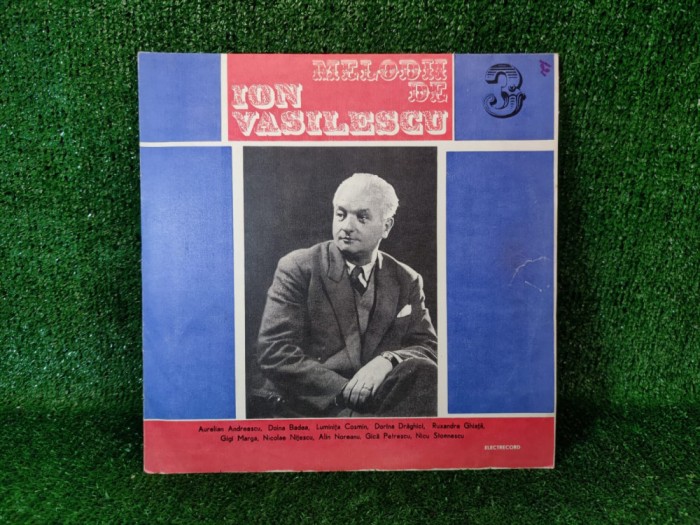 MELODII
DE
ION
VASILESCU
3
Aurelian Andreescu, Doina Badea, Luminița Cosmin, Dorina Drăghici, Ruxandra Ghiață,
Gigi Marga, Nicolae Nițescu, Alin Noreanu, Gică Petrescu, Nicu Stoenescu
ELECTRECORD